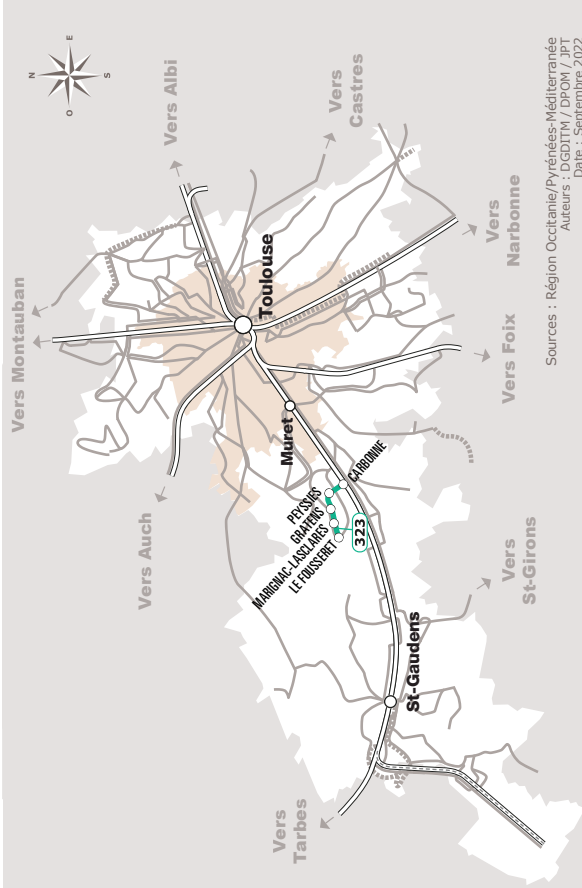 N
E
S
O
Vers Albi
Vers
Castres
Vers Montauban
Toulouse
Vers
Narbonne
Vers Foix
Muret
Vers Auch
CARBONNE
PEYSSIES
GRATENS
MARIGNAC-LASCLARES
LE FOUSSERET
323
Vers
St-Girons
St-Gaudens
Vers
Tarbes
Sources : Région Occitanie/Pyrénées-Méditerranée
Auteurs : DGDITM / DPOM / JPT
Date : Septembre 2022